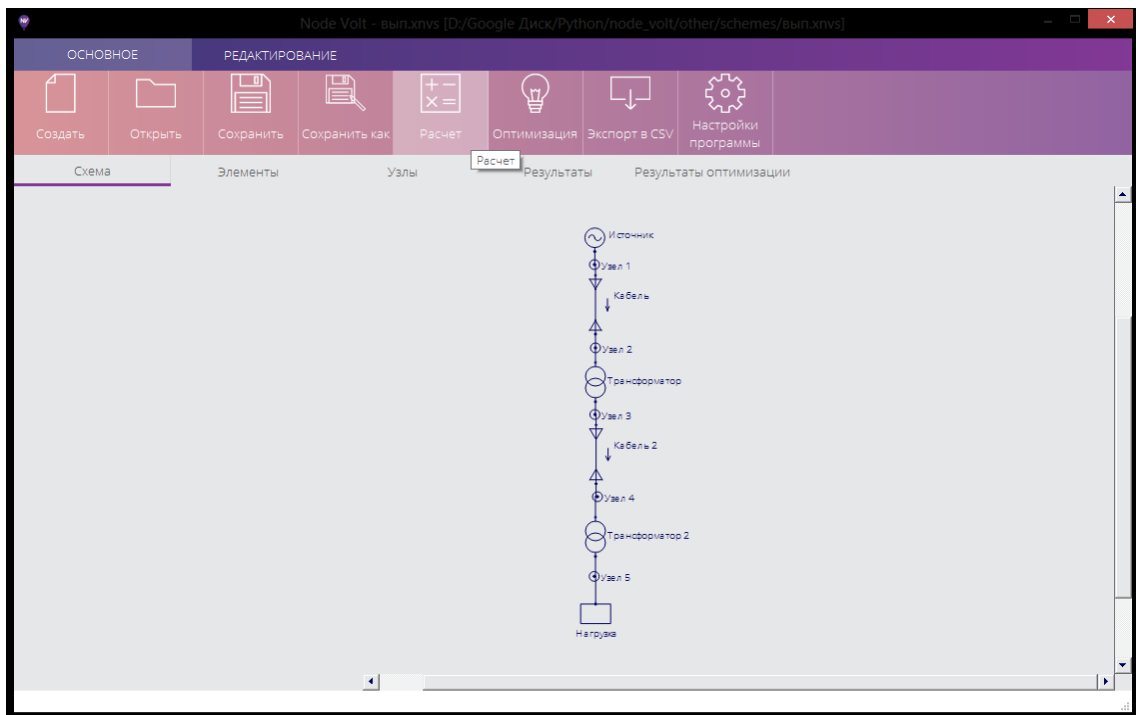 Node Volt - вып.xnvs [D:/Google Диск/Python/node_volt/other/schemes/вып.xnvs]
ОСНОВНОЕ
РЕДАКТИРОВАНИЕ
Создать
Открыть
Сохранить
Сохранить как
Расчет
Оптимизация
Экспорт в CSV
Настройки
программы
Расчет
Схема
Элементы
Узлы
Результаты
Результаты оптимизации
Источник
Узел 1
Кабель
Узел 2
Трансформатор
Узел 3
Кабель 2
Узел 4
Трансформатор 2
Узел 5
Нагрузка